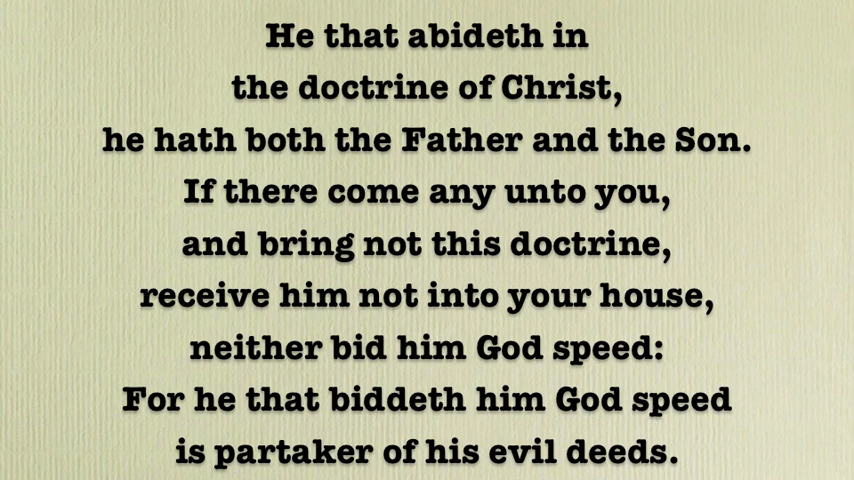 He that abideth in
the doctrine of Christ,
he hath both the Father and the Son.
If there come any unto you,
and bring not this doctrine,
receive him not into your house,
neither bid him God speed:
For he that biddeth him God speed
is partaker of his evil deeds.